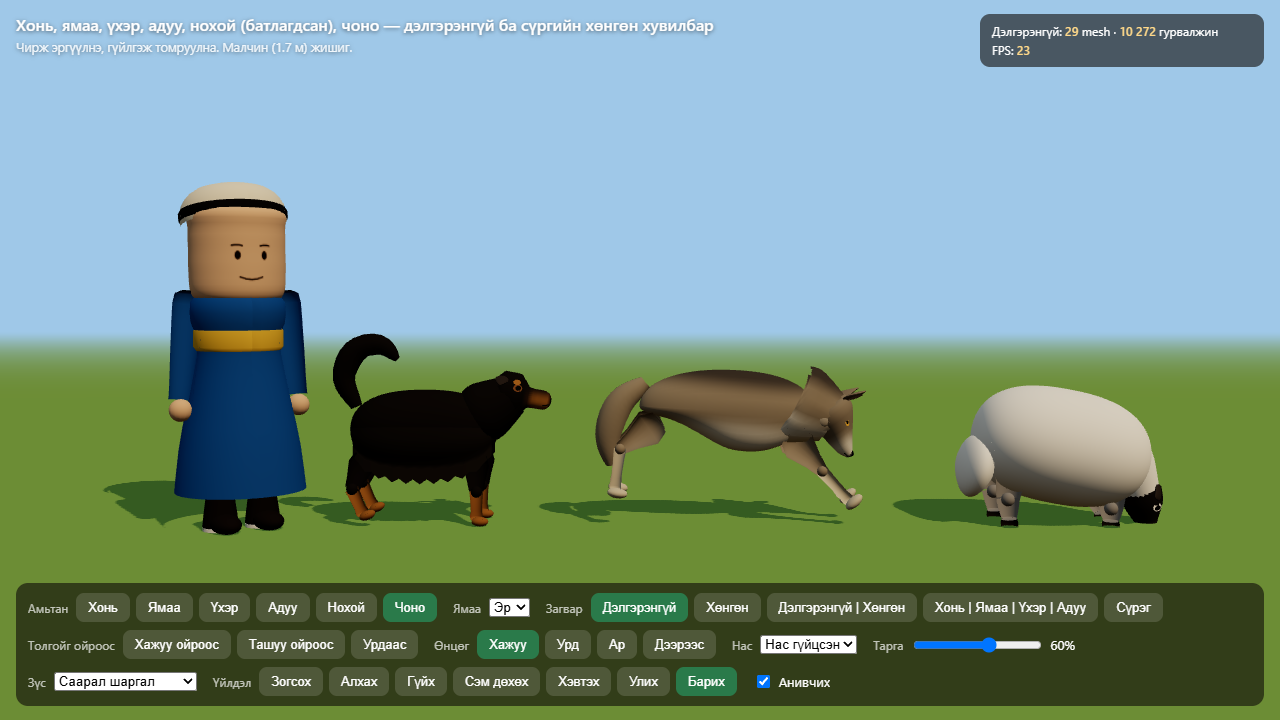 Хонь, ямаа, үхэр, адуу, нохой (батлагдсан), чоно — дэлгэрэнгүй ба сүргийн хөнгөн хувилбар
Чирж эргүүлнэ, гүйлгэж томруулна. Малчин (1.7 м) жишиг.
Дэлгэрэнгүй: 29 mesh · 10 272 гурвалжин
FPS: 23
Амьтан Хонь Ямаа Үхэр Адуу Нохой Чоно Ямаа Эр Загвар Дэлгэрэнгүй Хөнгөн Дэлгэрэнгүй | Хөнгөн Хонь | Ямаа | Үхэр | Адуу Сүрэг
Толгойг ойроос Хажуу ойроос Ташуу ойроос Урдаас Өнцөг Хажуу Урд Ар Дээрээс Нас Нас гүйцсэн Тарга 60%
Зүс Саарал шаргал Үйлдэл Зогсох Алхах Гүйх Сэм дөхөх Хэвтэх Улих Барих Анивчих